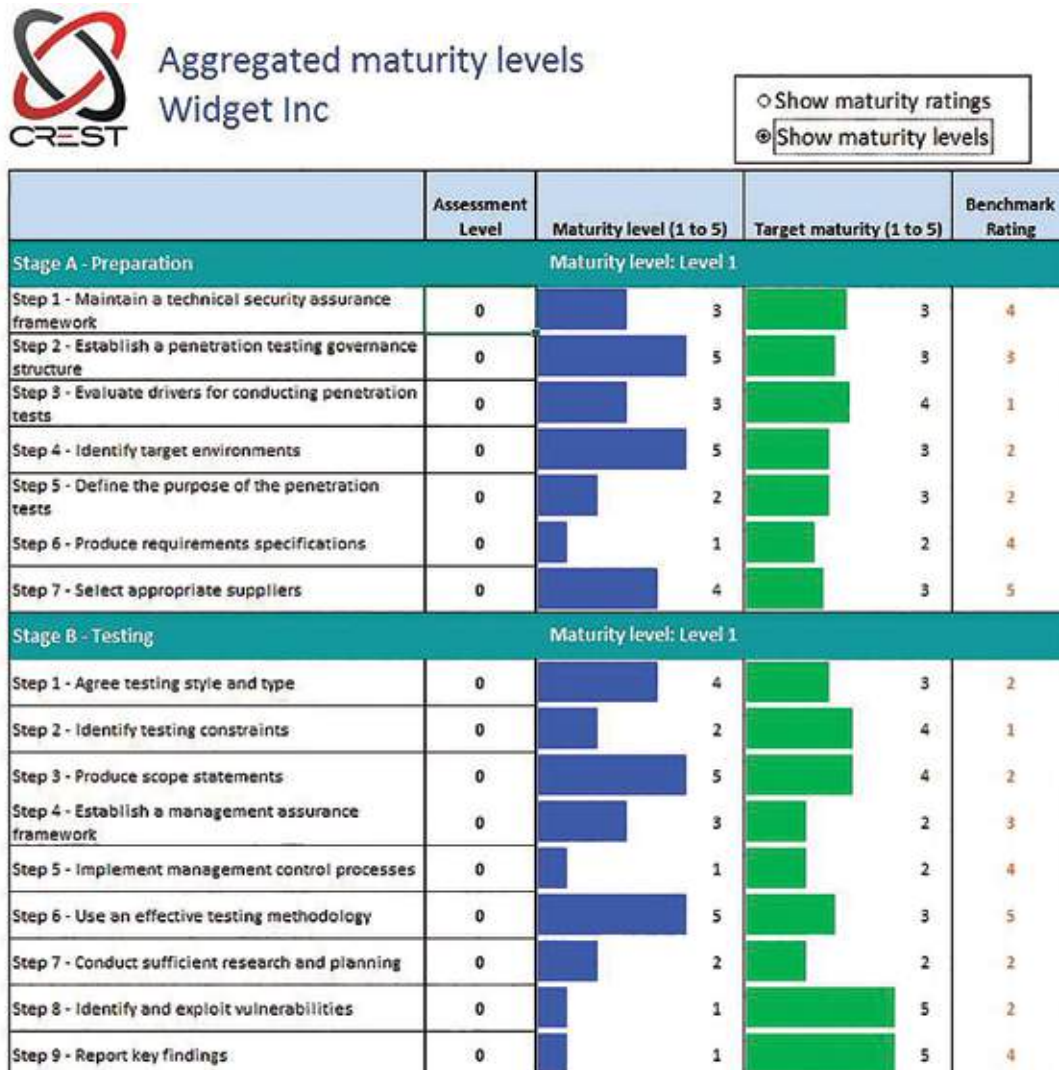 CREST
Aggregated maturity levels
Widget Inc
Show maturity ratings
Show maturity levels
Assessment Level Maturity level (1 to 5) Target maturity (1 to 5) Benchmark Rating
Stage A - Preparation Maturity level: Level 1
Step 1 - Maintain a technical security assurance
framework 0 3 3 4
Step 2 - Establish a penetration testing governance
structure 0 5 3 3
Step 3 - Evaluate drivers for conducting penetration
tests 0 3 4 1
Step 4 - Identify target environments 0 5 3 2
Step 5 - Define the purpose of the penetration
tests 0 2 3 2
Step 6 - Produce requirements specifications 0 1 2 4
Step 7 - Select appropriate suppliers 0 4 3 5
Stage B - Testing Maturity level: Level 1
Step 1 - Agree testing style and type 0 4 3 2
Step 2 - Identify testing constraints 0 2 4 1
Step 3 - Produce scope statements 0 5 4 2
Step 4 - Establish a management assurance
framework 0 3 2 3
Step 5 - Implement management control processes 0 1 2 4
Step 6 - Use an effective testing methodology 0 5 3 5
Step 7 - Conduct sufficient research and planning 0 2 2 2
Step 8 - Identify and exploit vulnerabilities 0 1 5 2
Step 9 - Report key findings 0 1 5 4